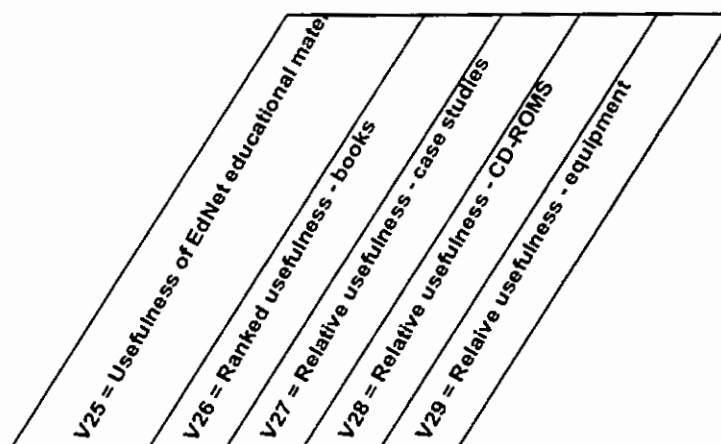 V25 = Usefulness of EdNet educational mater
V26 = Ranked usefulness - books
V27 = Relative usefulness - case studies
V28 = Relative usefulness - CD-ROMS
V29 = Relaive usefulness - equipment